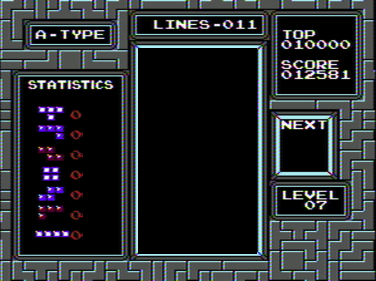 LINES-011
A-TYPE
TOP
010000
SCORE
012581
STATISTICS
NEXT
LEVEL
07